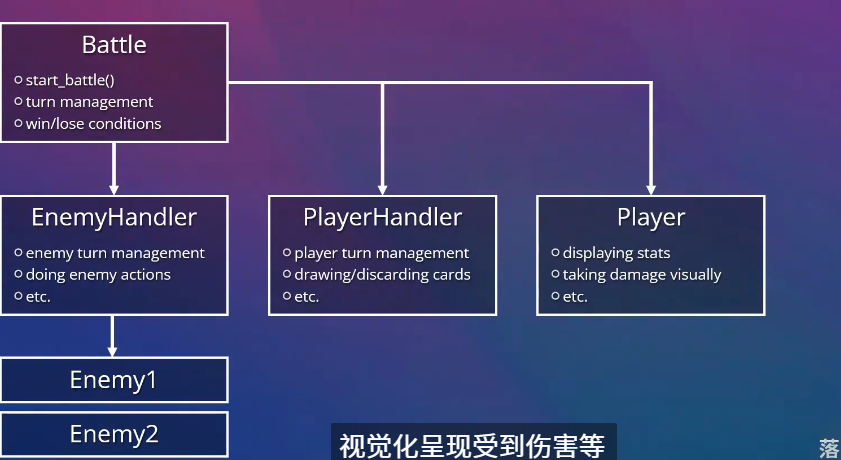 Battle
start_battle()
turn management
win/lose conditions
EnemyHandler
enemy turn management
doing enemy actions
etc.
PlayerHandler
player turn management
drawing/discarding cards
etc.
Player
displaying stats
taking damage visually
etc.
Enemy1
Enemy2
视觉化呈现受到伤害等
落